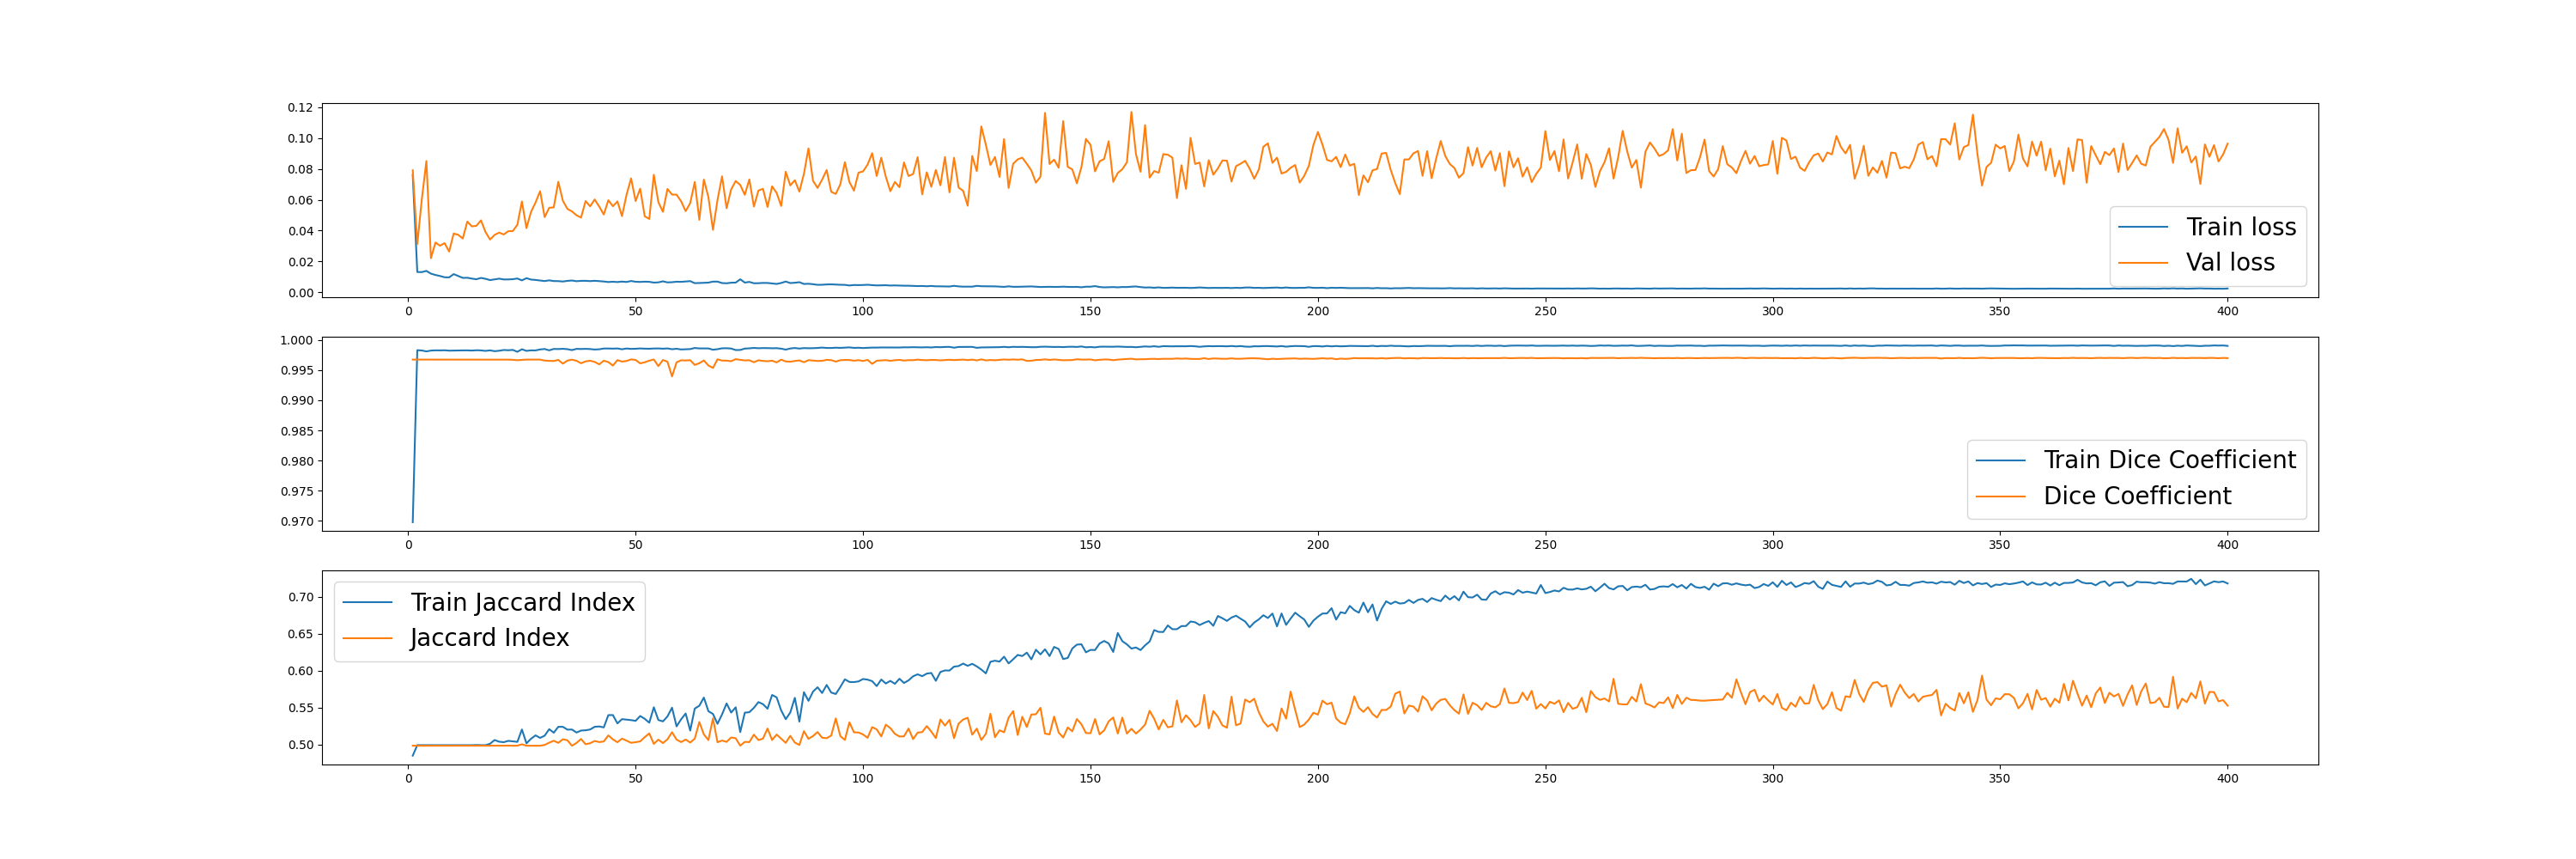 0.12
0.10
0.08
0.06
0.04
0.02
0.00
Train loss
Val loss
0 50 100 150 200 250 300 350 400
1.000
0.995
0.990
0.985
0.980
0.975
0.970
Train Dice Coefficient
Dice Coefficient
0 50 100 150 200 250 300 350 400
Train Jaccard Index
Jaccard Index
0.70
0.65
0.60
0.55
0.50
0 50 100 150 200 250 300 350 400